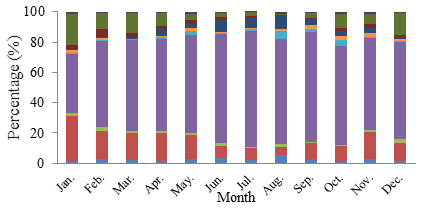 Percentage (%)
100
80
60
40
20
0
Jan. Feb. Mar. Apr. May. Jun. Jul. Aug. Sep. Oct. Nov. Dec.
Month